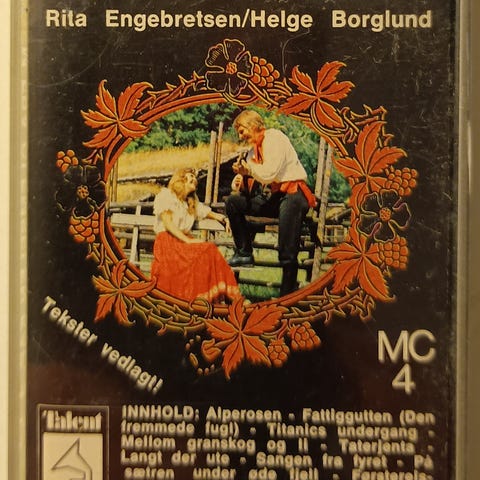 Rita Engebretsen/Helge Borglund
Tekster vedlagt!
MC
4
Talent
INNHOLD: Alperosen - Fattiggutten (Den
fremmede fugl) - Titanics undergang -
Mellom granskog og li - Taterjenta -
Langt der ute - Sangen fra fyret - På
sætren under øde fjell -